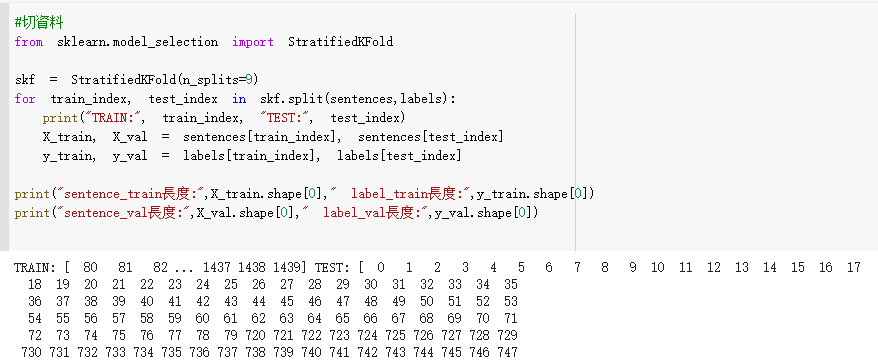 #切資料
from sklearn.model_selection import StratifiedKFold
skf = StratifiedKFold(n_splits=9)
for train_index, test_index in skf.split(sentences,labels):
print("TRAIN:", train_index, "TEST:", test_index)
X_train, X_val = sentences[train_index], sentences[test_index]
y_train, y_val = labels[train_index], labels[test_index]
print("sentence_train長度:",X_train.shape[0]," label_train長度:",y_train.shape[0])
print("sentence_val長度:",X_val.shape[0]," label_val長度:",y_val.shape[0])
TRAIN: [ 80 81 82 ... 1437 1438 1439] TEST: [ 0 1 2 3 4 5 6 7 8 9 10 11 12 13 14 15 16 17
18 19 20 21 22 23 24 25 26 27 28 29 30 31 32 33 34 35
36 37 38 39 40 41 42 43 44 45 46 47 48 49 50 51 52 53
54 55 56 57 58 59 60 61 62 63 64 65 66 67 68 69 70 71
72 73 74 75 76 77 78 79 720 721 722 723 724 725 726 727 728 729
730 731 732 733 734 735 736 737 738 739 740 741 742 743 744 745 746 747